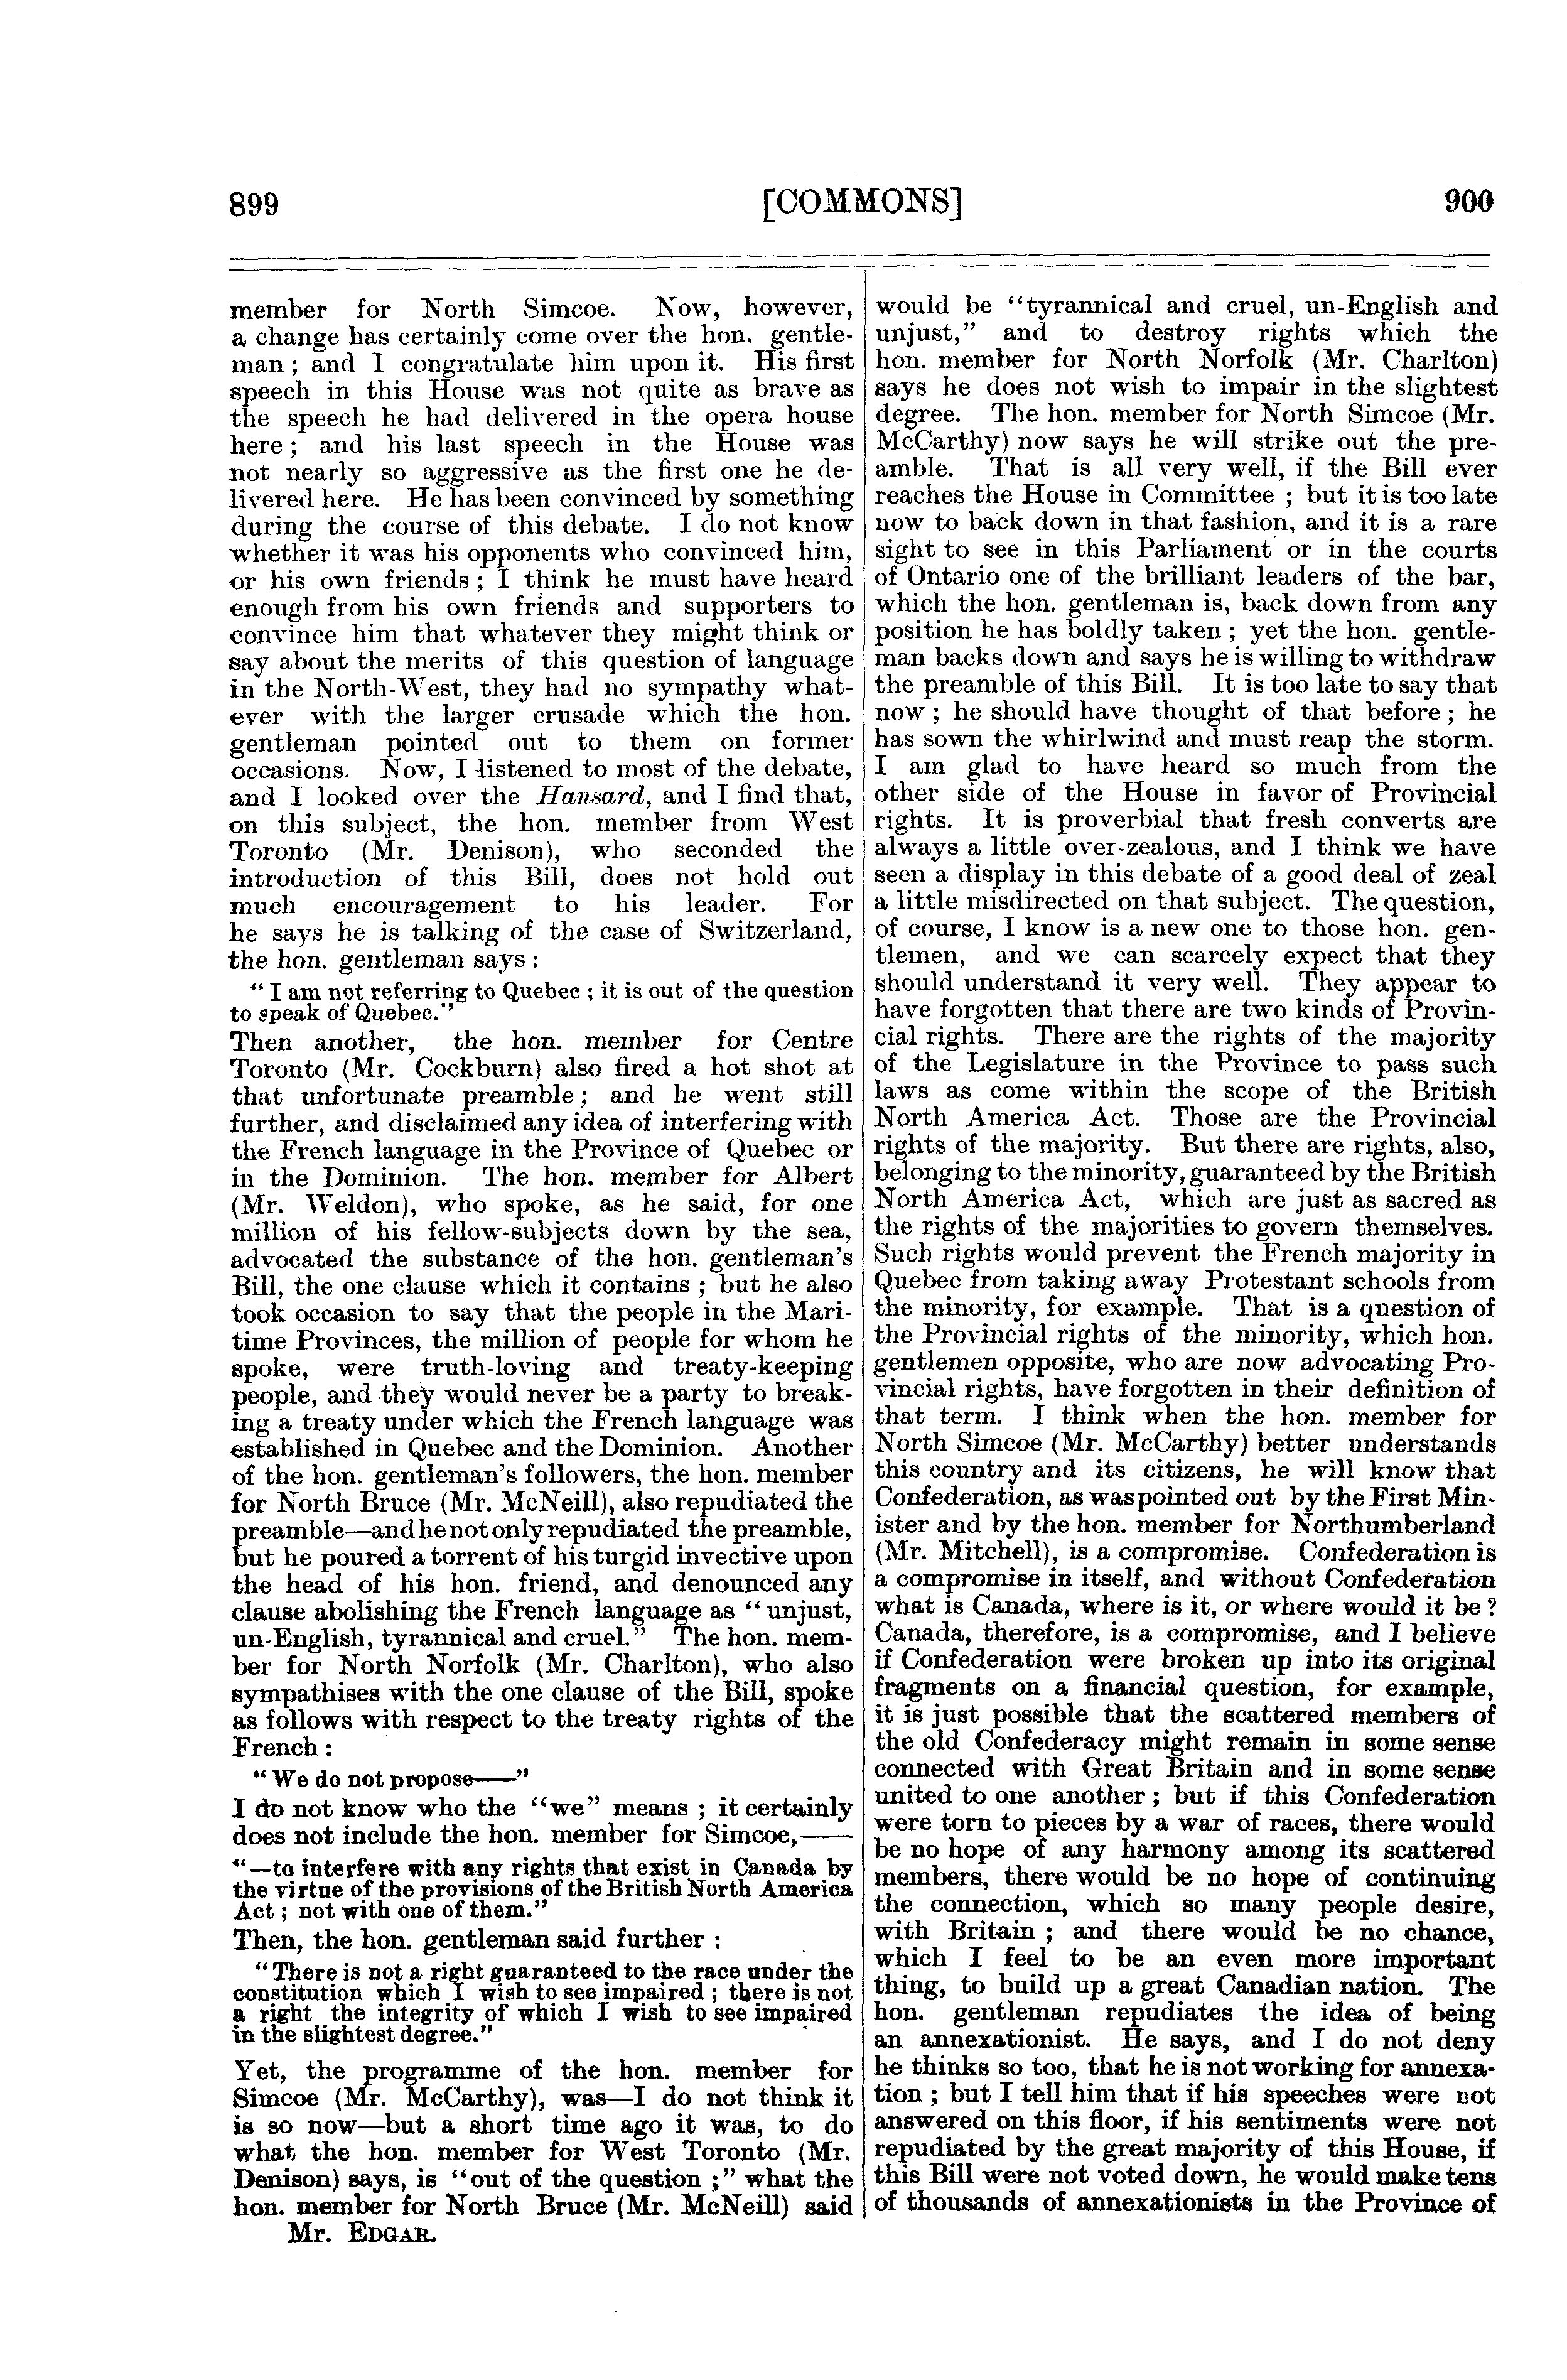 899
[COMMONS]
900
member for North Simcoe. Now, however,
a change has certainly come over the hon. gentle-
man ; and I congratulate him upon it. His first
speech in this House was not quite as brave as
the speech he had delivered in the opera house
here ; and his last speech in the House was
not nearly so aggressive as the first one he de-
livered here. He has been convinced by something
during the course of this debate. I do not know
whether it was his opponents who convinced him,
or his own friends ; I think he must have heard
enough from his own friends and supporters to
convince him that whatever they might think or
say about the merits of this question of language
in the North-West, they had no sympathy what-
ever with the larger crusade which the hon.
gentleman pointed out to them on former
occasions. Now, I listened to most of the debate,
and I looked over the Hansard, and I find that,
on this subject, the hon. member from West
Toronto (Mr. Denison), who seconded the
introduction of this Bill, does not hold out
much encouragement to his leader. For
he says he is talking of the case of Switzerland,
the hon. gentleman says :
" I am not referring to Quebec ; it is out of the question
to speak of Quebec."
Then another, the hon. member for Centre
Toronto (Mr. Cockburn) also fired a hot shot at
that unfortunate preamble ; and he went still
further, and disclaimed any idea of interfering with
the French language in the Province of Quebec or
in the Dominion. The hon. member for Albert
(Mr. Weldon), who spoke, as he said, for one
million of his fellow-subjects down by the sea,
advocated the substance of the hon. gentleman's
Bill, the one clause which it contains ; but he also
took occasion to say that the people in the Mari-
time Provinces, the million of people for whom he
spoke, were truth-loving and treaty-keeping
people, and they would never be a party to break-
ing a treaty under which the French language was
established in Quebec and the Dominion. Another
of the hon. gentleman's followers, the hon. member
for North Bruce (Mr. McNeill), also repudiated the
preamble—and he not only repudiated the preamble,
but he poured a torrent of his turgid invective upon
the head of his hon. friend, and denounced any
clause abolishing the French language as " unjust,
un-English, tyrannical and cruel." The hon. mem-
ber for North Norfolk (Mr. Charlton), who also
sympathises with the one clause of the Bill, spoke
as follows with respect to the treaty rights of the
French :
" We do not propose——"
I do not know who the "we" means ; it certainly
does not include the hon. member for Simcoe,——
"—to interfere with any rights that exist in Canada by
the virtue of the provisions of the British North America
Act ; not with one of them."
Then, the hon. gentleman said further :
" There is not a right guaranteed to the race under the
constitution which I wish to see impaired ; there is not
a right the integrity of which I wish to see impaired
in the slightest degree."
Yet, the programme of the hon. member for
Simcoe (Mr. McCarthy), was—I do not think it
is so now—but a short time ago it was, to do
what the hon. member for West Toronto (Mr.
Denison) says, is "out of the question ;" what the
hon. member for North Bruce (Mr. McNeill) said
Mr. EDGAR.
would be "tyrannical and cruel, un-English and
unjust," and to destroy rights which the
hon. member for North Norfolk (Mr. Charlton)
says he does not wish to impair in the slightest
degree. The hon. member for North Simcoe (Mr.
McCarthy) now says he will strike out the pre-
amble. That is all very well, if the Bill ever
reaches the House in Committee ; but it is too late
now to back down in that fashion, and it is a rare
sight to see in this Parliament or in the courts
of Ontario one of the brilliant leaders of the bar,
which the hon. gentleman is, back down from any
position he has boldly taken ; yet the hon. gentle-
man backs down and says he is willing to withdraw
the preamble of this Bill. It is too late to say that
now ; he should have thought of that before ; he
has sown the whirlwind and must reap the storm.
I am glad to have heard so much from the
other side of the House in favor of Provincial
rights. It is proverbial that fresh converts are
always a little over-zealous, and I think we have
seen a display in this debate of a good deal of zeal
a little misdirected on that subject. The question,
of course, I know is a new one to those hon. gen-
tlemen, and we can scarcely expect that they
should understand it very well. They appear to
have forgotten that there are two kinds of Provin-
cial rights. There are the rights of the majority
of the Legislature in the Province to pass such
laws as come within the scope of the British
North America Act. Those are the Provincial
rights of the majority. But there are rights, also,
belonging to the minority, guaranteed by the British
North America Act, which are just as sacred as
the rights of the majorities to govern themselves.
Such rights would prevent the French majority in
Quebec from taking away Protestant schools from
the minority, for example. That is a question of
the Provincial rights of the minority, which hon.
gentlemen opposite, who are now advocating Pro-
vincial rights, have forgotten in their definition of
that term. I think when the hon. member for
North Simcoe (Mr. McCarthy) better understands
this country and its citizens, he will know that
Confederation, as was pointed out by the First Min-
ister and by the hon. member for Northumberland
(Mr. Mitchell), is a compromise. Confederation is
a compromise in itself, and without Confederation
what is Canada, where is it, or where would it be ?
Canada, therefore, is a compromise, and I believe
if Confederation were broken up into its original
fragments on a financial question, for example,
it is just possible that the scattered members of
the old Confederacy might remain in some sense
connected with Great Britain and in some sense
united to one another ; but if this Confederation
were torn to pieces by a war of races, there would
be no hope of any harmony among its scattered
members, there would be no hope of continuing
the connection, which so many people desire,
with Britain ; and there would be no chance,
which I feel to be an even more important
thing, to build up a great Canadian nation. The
hon. gentleman repudiates the idea of being
an annexationist. He says, and I do not deny
he thinks so too, that he is not working for annexa-
tion ; but I tell him that if his speeches were not
answered on this floor, if his sentiments were not
repudiated by the great majority of this House, if
this Bill were not voted down, he would make tens
of thousands of annexationists in the Province of